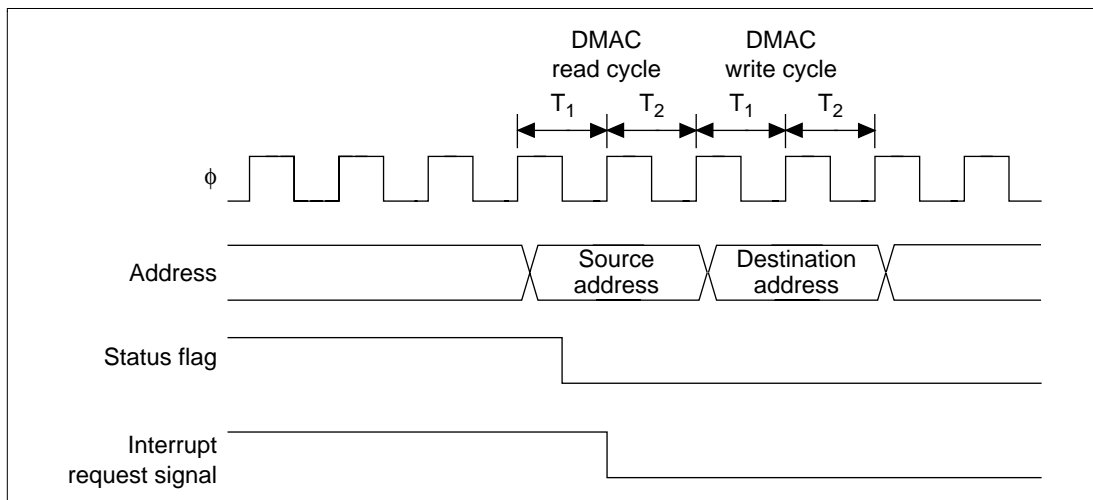 DMAC
read cycle
DMAC
write cycle
T₁ T₂ T₁ T₂
ϕ
Address
Source
address
Destination
address
Status flag
Interrupt
request signal